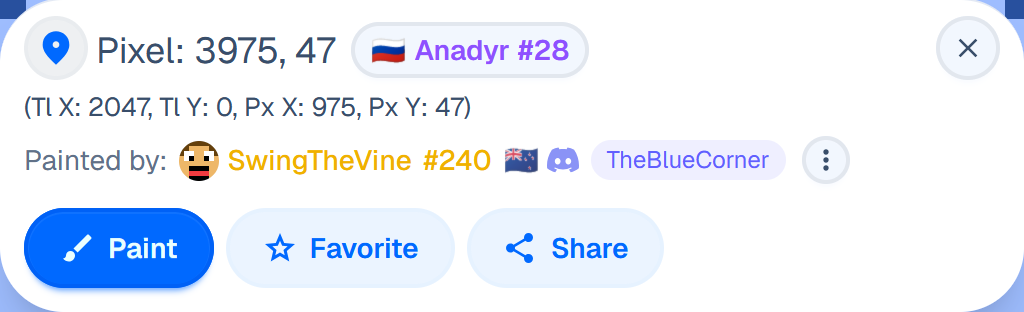 Pixel: 3975, 47 Anadyr #28
(Tl X: 2047, Tl Y: 0, Px X: 975, Px Y: 47)
Painted by: SwingTheVine #240 TheBlueCorner
Paint Favorite Share